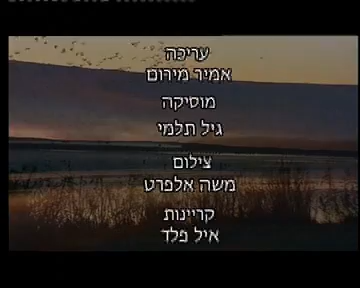 עריכה
אמיר מירום
מוסיקה
גיל תלמי
צילום
משה אלפרט
קריינות
איל פלד